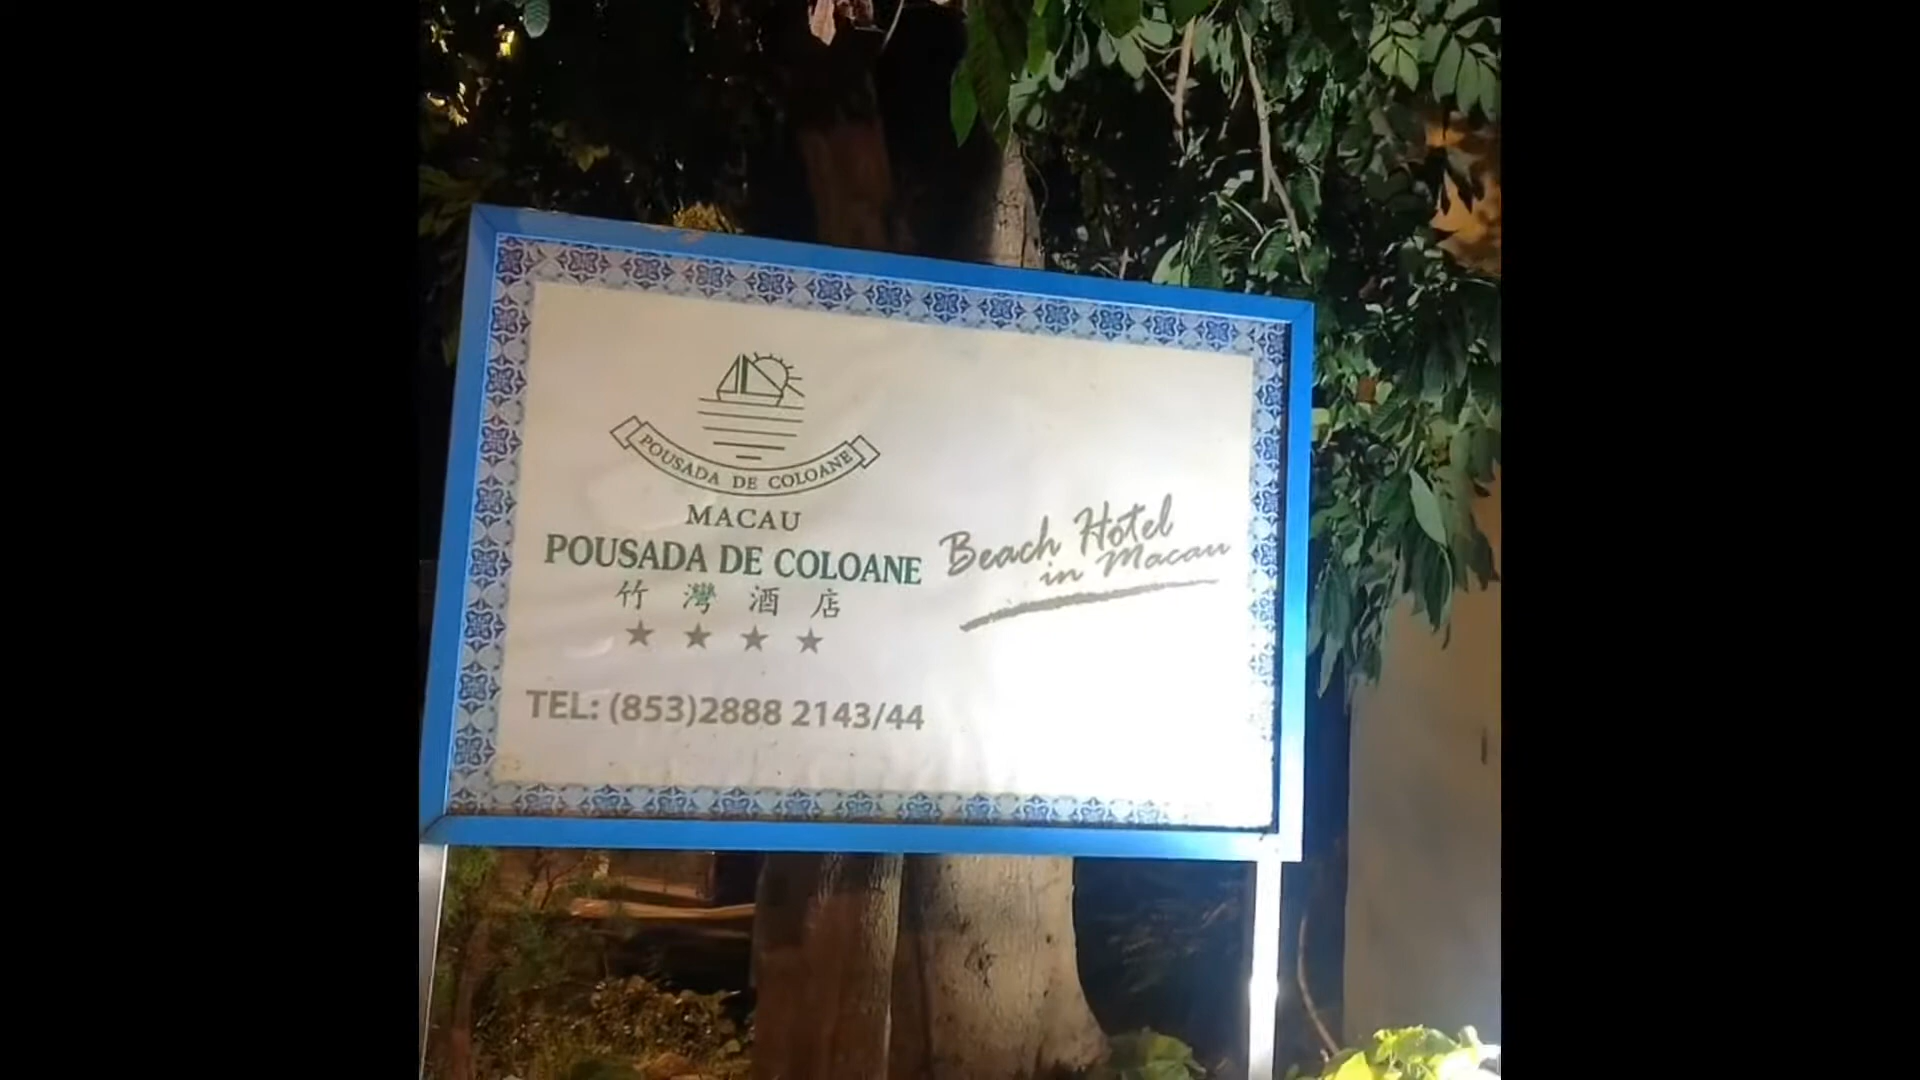 POUSADA DE COLOANE
MACAU
POUSADA DE COLOANE
竹灣酒店
TEL: (853)2888 2143/44
Beach Hotel
in Macau